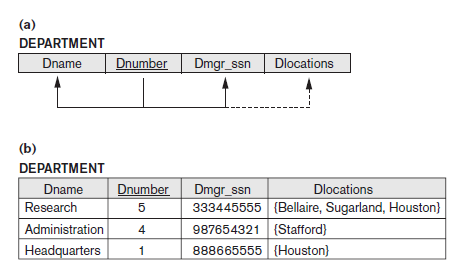 (a)
DEPARTMENT
Dname Dnumber Dmgr_ssn Dlocations
(b)
DEPARTMENT
Dname Dnumber Dmgr_ssn Dlocations
Research 5 333445555 {Bellaire, Sugarland, Houston}
Administration 4 987654321 {Stafford}
Headquarters 1 888665555 {Houston}